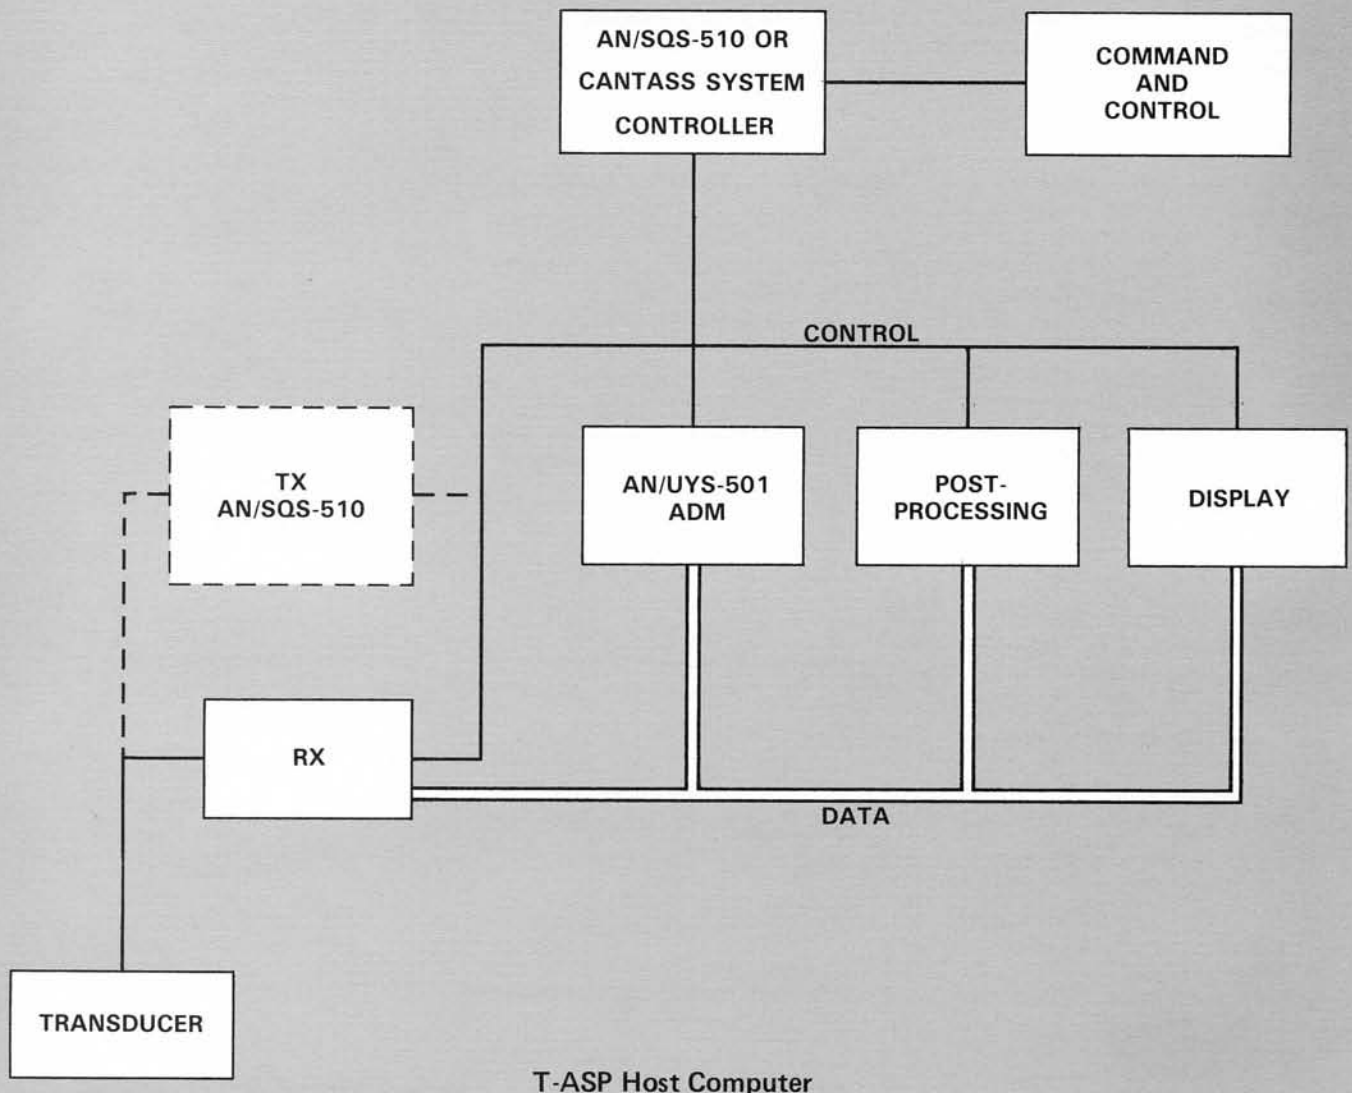 AN/SQS-510 OR
CANTASS SYSTEM
CONTROLLER
COMMAND
AND
CONTROL
CONTROL
TX
AN/SQS-510
AN/UYS-501
ADM
POST-
PROCESSING
DISPLAY
RX
DATA
TRANSDUCER
T-ASP Host Computer